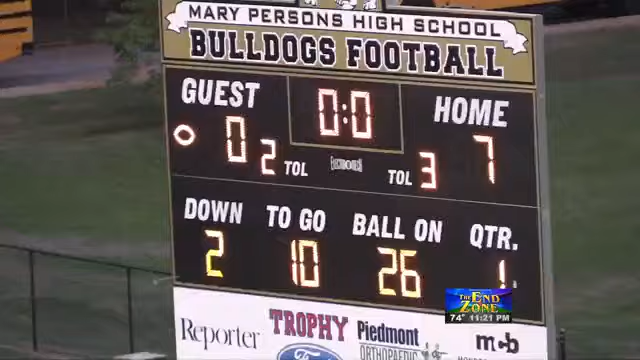 MARY PERSONS HIGH SCHOOL
BULLDOGS FOOTBALL
GUEST 0:0 HOME
0 2 TOL TOL 3 7
DOWN TO GO BALL ON QTR.
2 10 26 1
THE END ZONE
74° 11:21 PM
Reporter TROPHY Piedmont
ORTHOPAEDIC
Ford